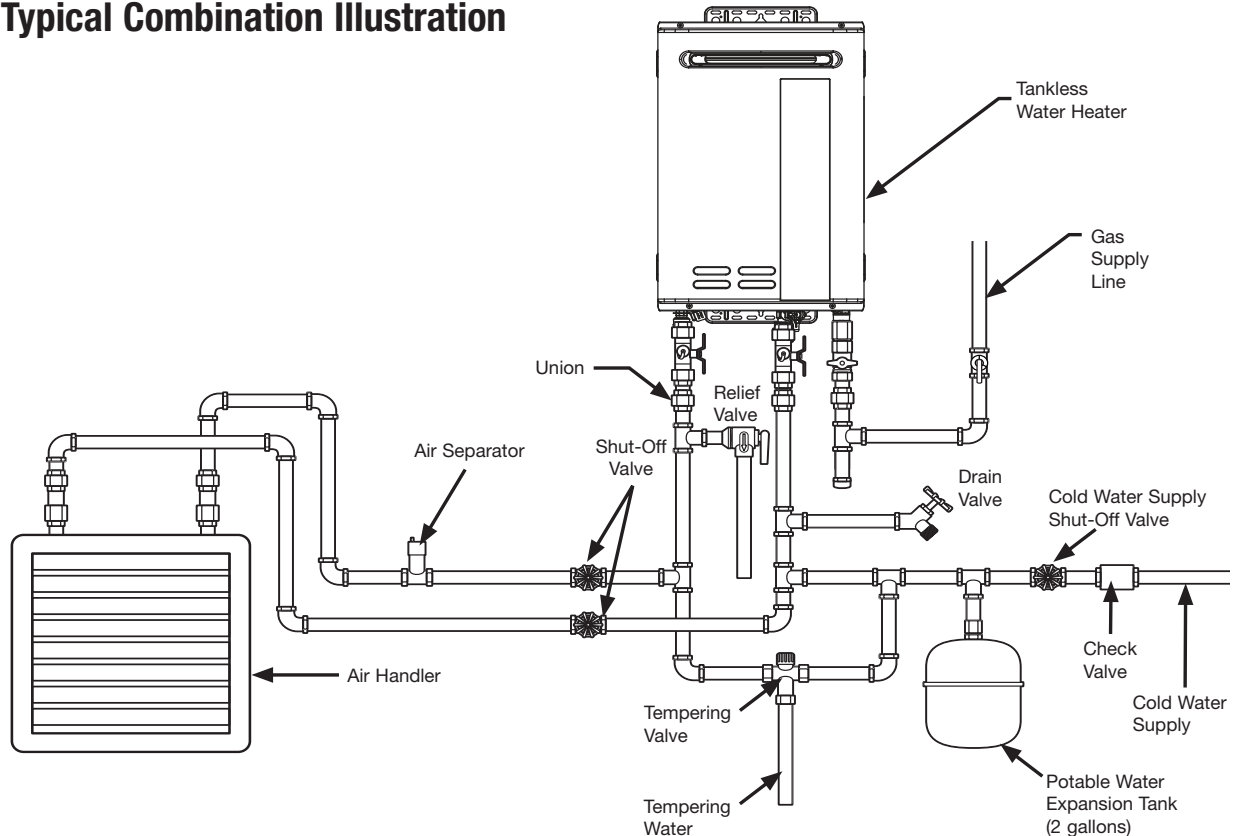 Typical Combination Illustration
Tankless
Water Heater
Gas
Supply
Line
Union
Relief
Valve
Air Separator
Shut-Off
Valve
Drain
Valve
Cold Water Supply
Shut-Off Valve
Air Handler
Check
Valve
Cold Water
Supply
Tempering
Valve
Potable Water
Expansion Tank
(2 gallons)
Tempering
Water